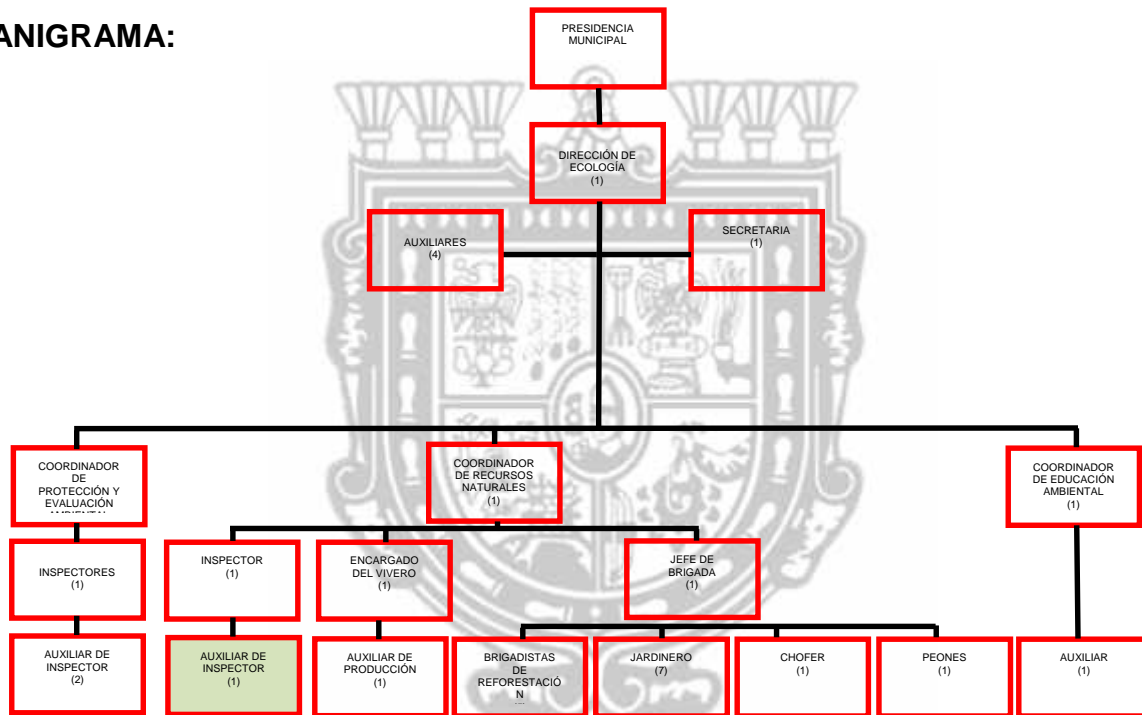 ANIGRAMA:
PRESIDENCIA
MUNICIPAL
DIRECCIÓN DE
ECOLOGÍA
(1)
AUXILIARES
(4)
SECRETARIA
(1)
COORDINADOR
DE
PROTECCIÓN Y
EVALUACIÓN
COORDINADOR
DE RECURSOS
NATURALES
(1)
COORDINADOR
DE EDUCACIÓN
AMBIENTAL
(1)
INSPECTORES
(1)
INSPECTOR
(1)
ENCARGADO
DEL VIVERO
(1)
JEFE DE
BRIGADA
(1)
AUXILIAR DE
INSPECTOR
(2)
AUXILIAR DE
INSPECTOR
(1)
AUXILIAR DE
PRODUCCIÓN
(1)
BRIGADISTAS
DE
REFORESTACIÓ
N
JARDINERO
(7)
CHOFER
(1)
PEONES
(1)
AUXILIAR
(1)